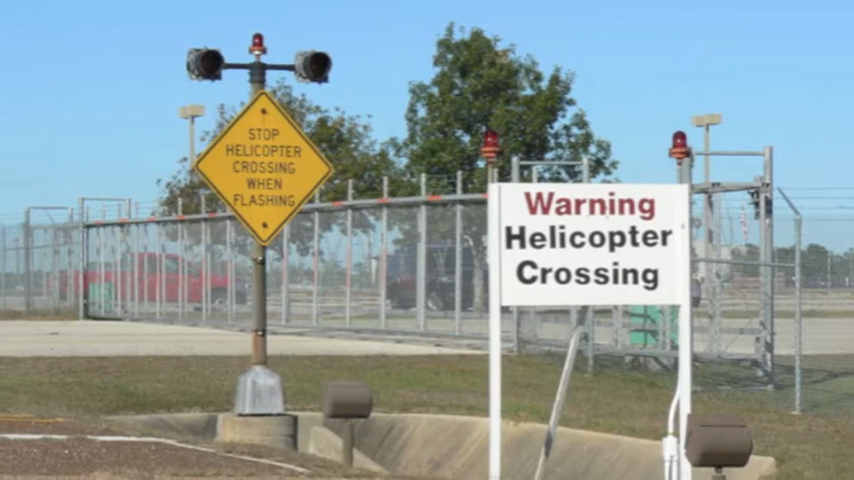 STOP
HELICOPTER
CROSSING
WHEN
FLASHING
Warning
Helicopter
Crossing